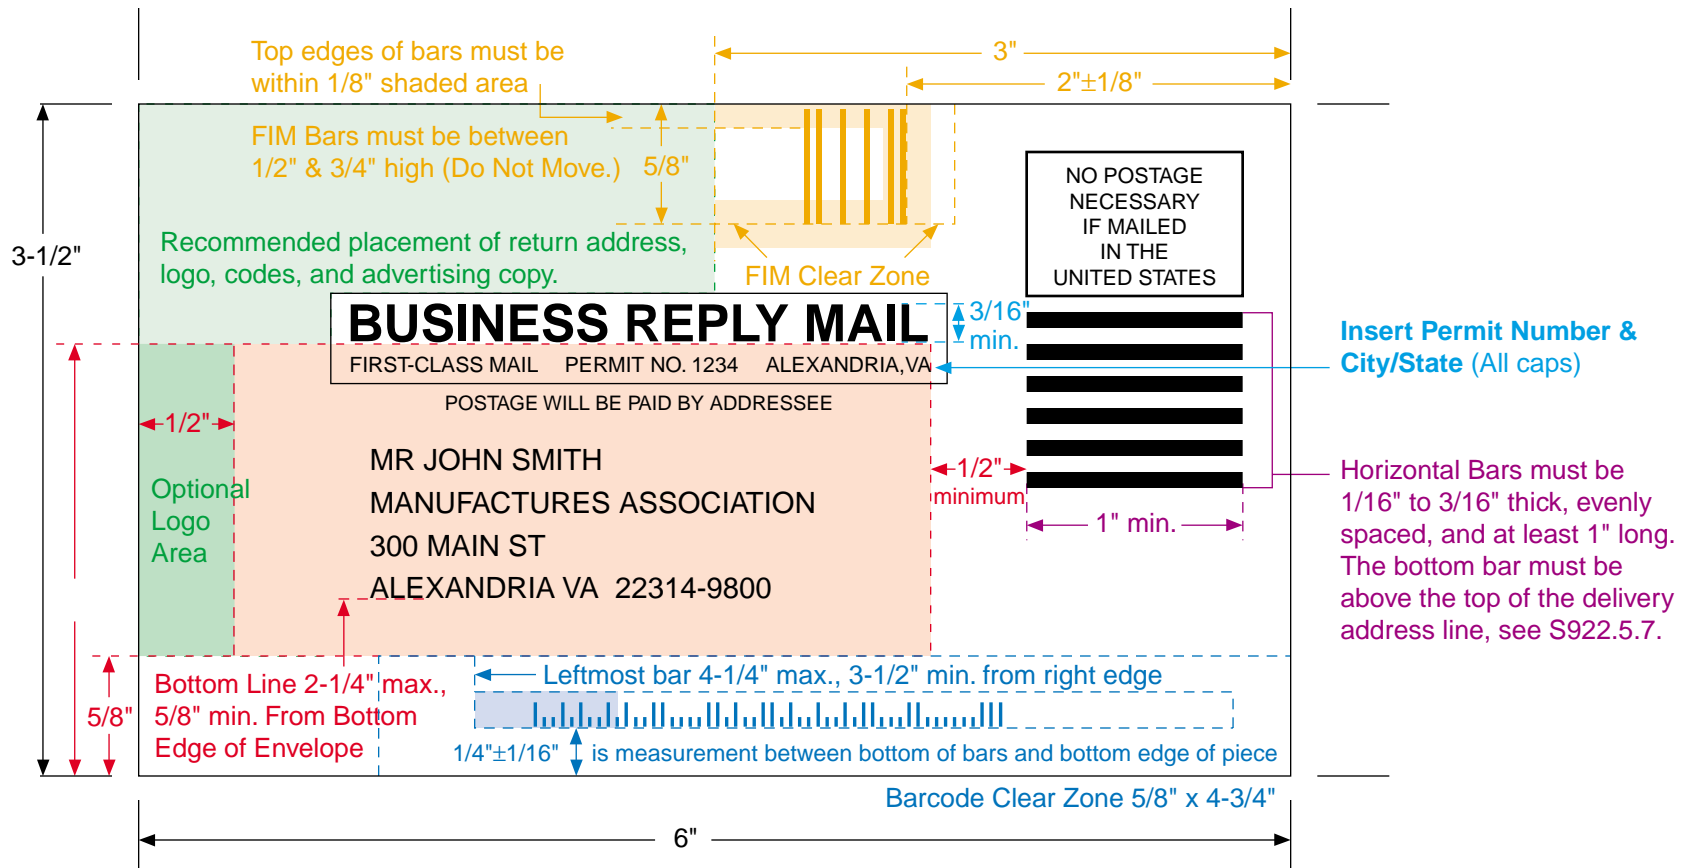 Top edges of bars must be
within 1/8" shaded area
3"
2"±1/8"
FIM Bars must be between
1/2" & 3/4" high (Do Not Move.)
5/8"
NO POSTAGE
NECESSARY
IF MAILED
IN THE
UNITED STATES
3-1/2"
Recommended placement of return address,
logo, codes, and advertising copy.
FIM Clear Zone
BUSINESS REPLY MAIL
3/16"
min.
FIRST-CLASS MAIL PERMIT NO. 1234 ALEXANDRIA, VA
Insert Permit Number &
City/State (All caps)
POSTAGE WILL BE PAID BY ADDRESSEE
1/2"
MR JOHN SMITH
MANUFACTURES ASSOCIATION
300 MAIN ST
ALEXANDRIA VA 22314-9800
Optional
Logo
Area
1/2"
minimum
1" min.
Horizontal Bars must be
1/16" to 3/16" thick, evenly
spaced, and at least 1" long.
The bottom bar must be
above the top of the delivery
address line, see S922.5.7.
5/8"
Bottom Line 2-1/4" max.,
5/8" min. From Bottom
Edge of Envelope
Leftmost bar 4-1/4" max., 3-1/2" min. from right edge
1/4"±1/16" is measurement between bottom of bars and bottom edge of piece
Barcode Clear Zone 5/8" x 4-3/4"
6"